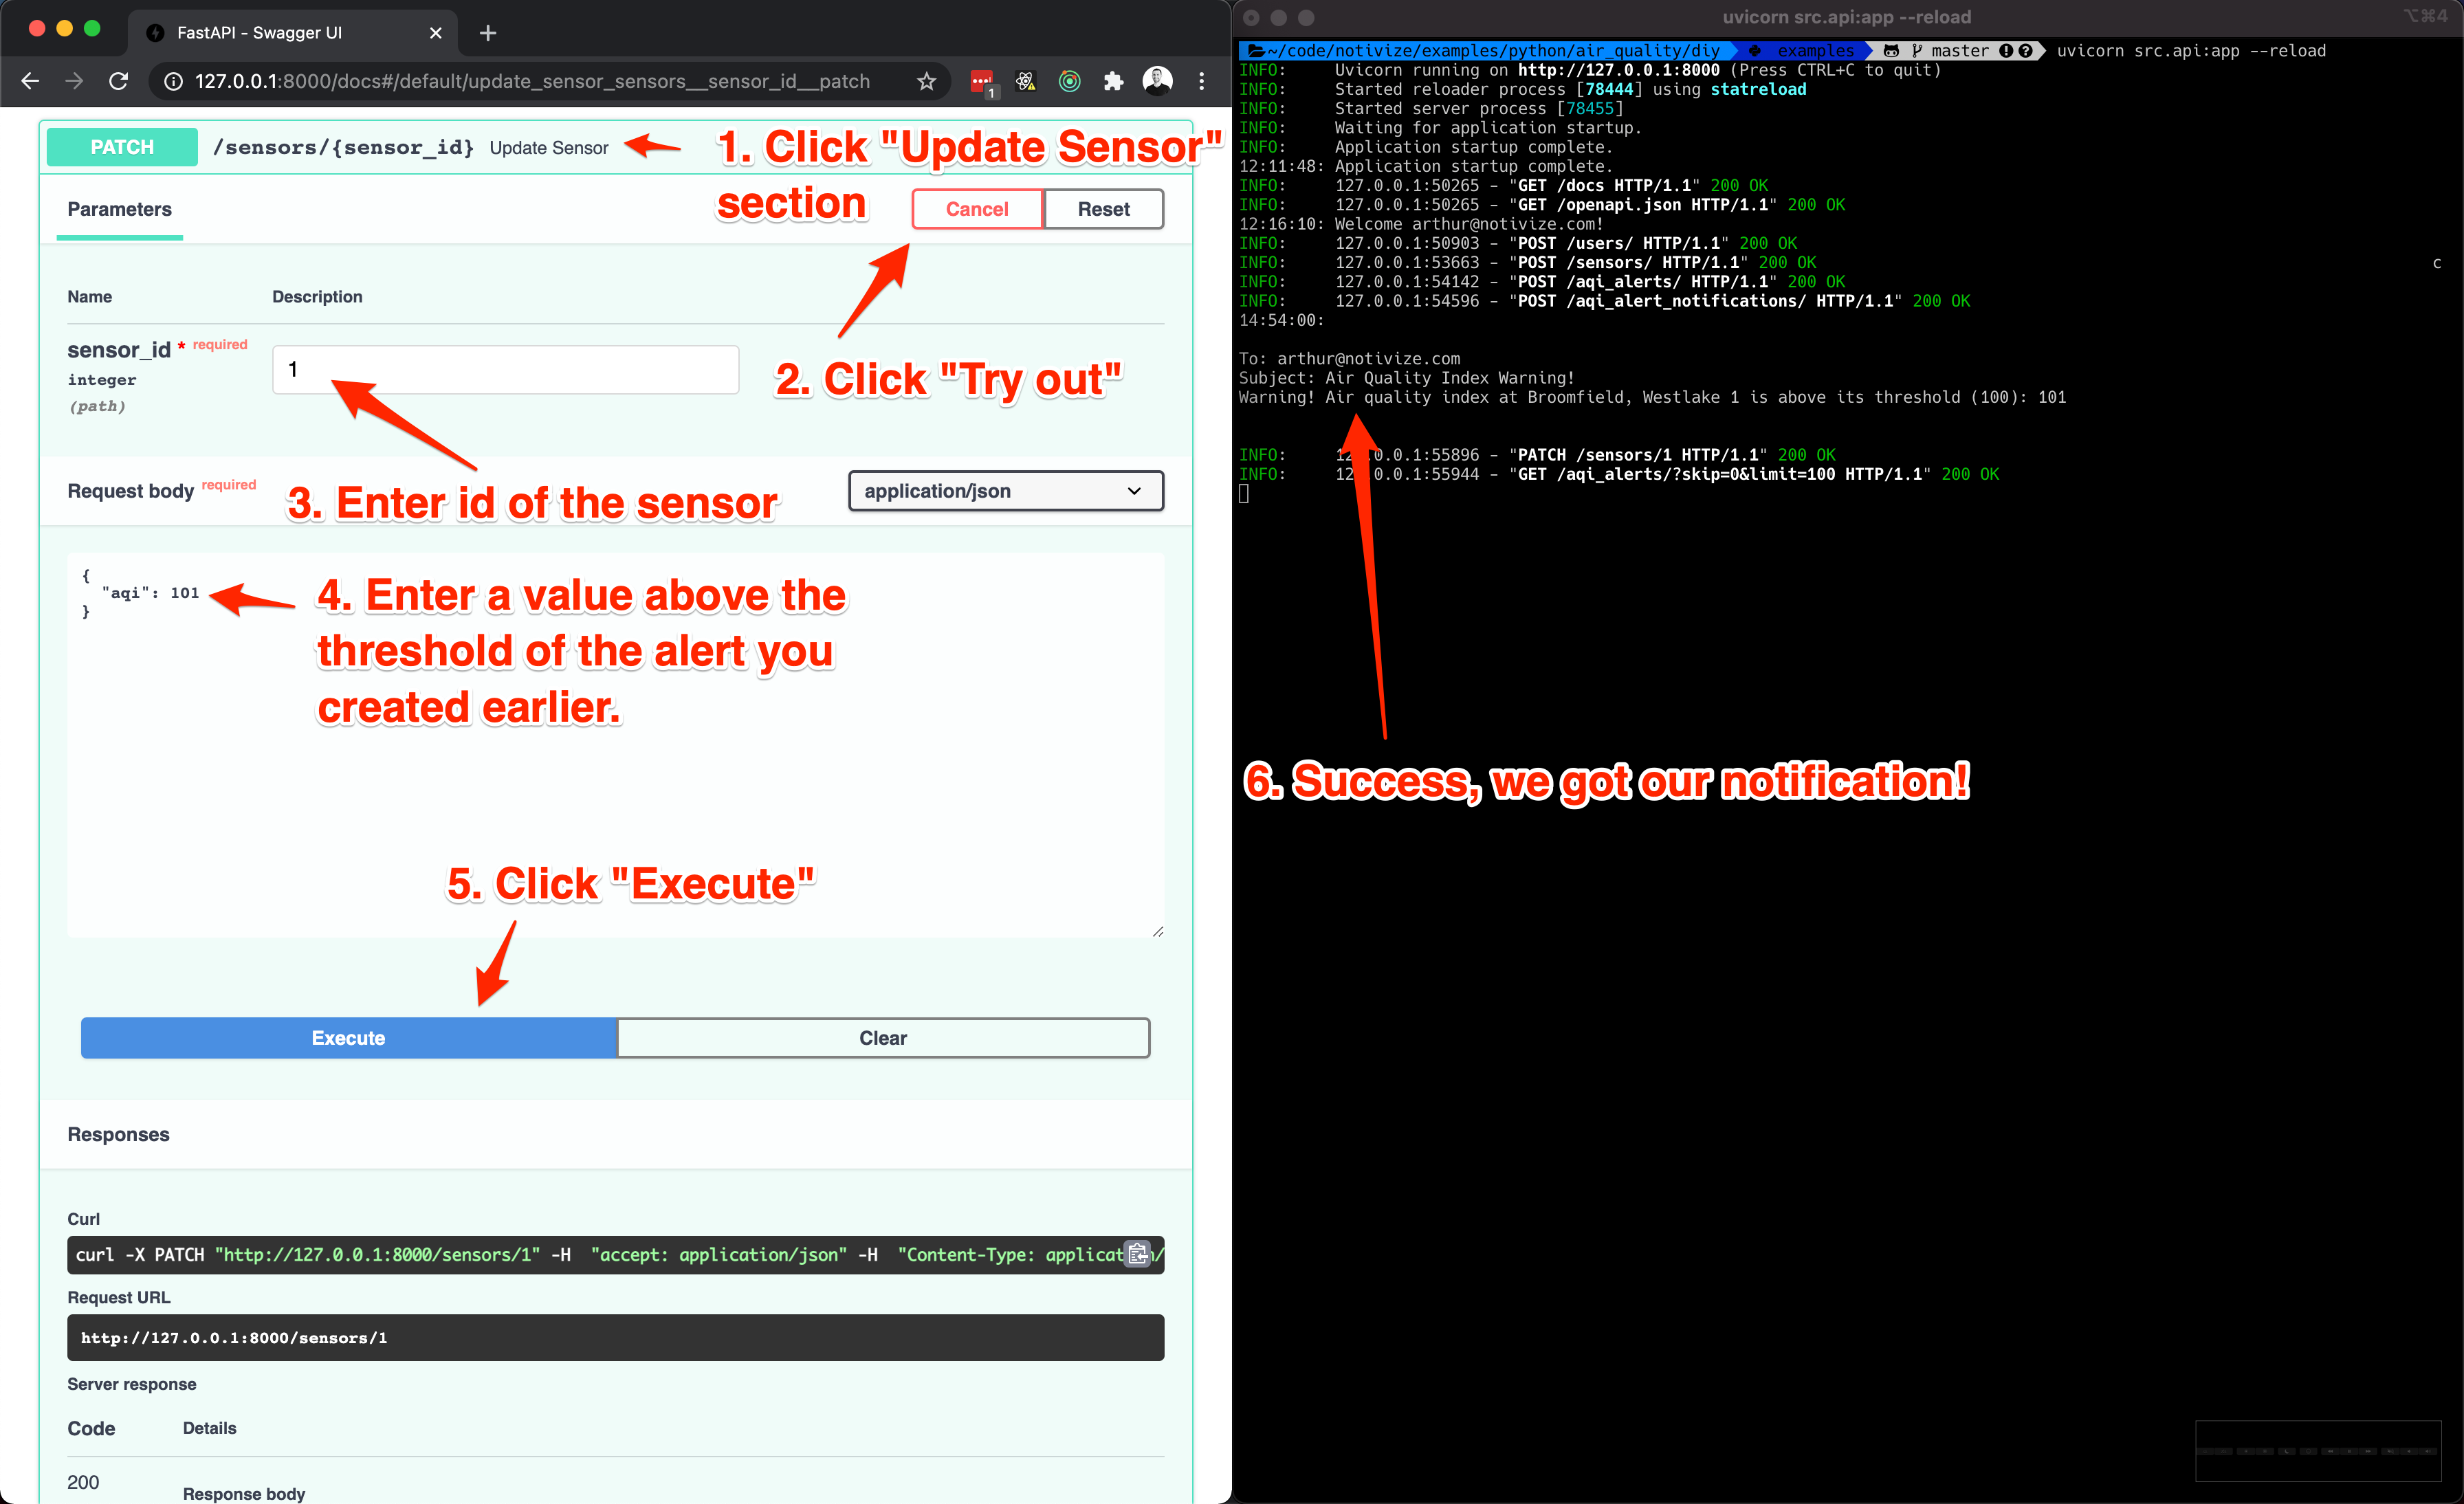 FastAPI - Swagger UI
127.0.0.1:8000/docs#/default/update_sensor_sensors__sensor_id__patch
1
PATCH /sensors/{sensor_id} Update Sensor
1. Click "Update Sensor"
section
Parameters
Cancel Reset
Name Description
sensor_id * required
integer
(path)
1
2. Click "Try out"
Request body required
3. Enter id of the sensor
application/json
{
"aqi": 101
}
4. Enter a value above the
threshold of the alert you
created earlier.
5. Click "Execute"
Execute Clear
Responses
Curl
curl -X PATCH "http://127.0.0.1:8000/sensors/1" -H  "accept: application/json" -H  "Content-Type:
Request URL
http://127.0.0.1:8000/sensors/1
Server response
Code Details
200
Response body
uvicorn src.api:app --reload
⌥⌘4
~/code/notivize/examples/python/air_quality/diy examples master uvicorn src.api:app --reload
INFO: Uvicorn running on http://127.0.0.1:8000 (Press CTRL+C to quit)
INFO: Started reloader process [78444] using statreload
INFO: Started server process [78455]
INFO: Waiting for application startup.
INFO: Application startup complete.
12:11:48: Application startup complete.
INFO: 127.0.0.1:50265 - "GET /docs HTTP/1.1" 200 OK
INFO: 127.0.0.1:50265 - "GET /openapi.json HTTP/1.1" 200 OK
12:16:10: Welcome arthur@notivize.com!
INFO: 127.0.0.1:50903 - "POST /users/ HTTP/1.1" 200 OK
INFO: 127.0.0.1:53663 - "POST /sensors/ HTTP/1.1" 200 OK
c
INFO: 127.0.0.1:54142 - "POST /aqi_alerts/ HTTP/1.1" 200 OK
INFO: 127.0.0.1:54596 - "POST /aqi_alert_notifications/ HTTP/1.1" 200 OK
14:54:00:
To: arthur@notivize.com
Subject: Air Quality Index Warning!
Warning! Air quality index at Broomfield, Westlake 1 is above its threshold (100): 101
INFO: 127.0.0.1:55896 - "PATCH /sensors/1 HTTP/1.1" 200 OK
INFO: 127.0.0.1:55944 - "GET /aqi_alerts/?skip=0&limit=100 HTTP/1.1" 200 OK
6. Success, we got our notification!